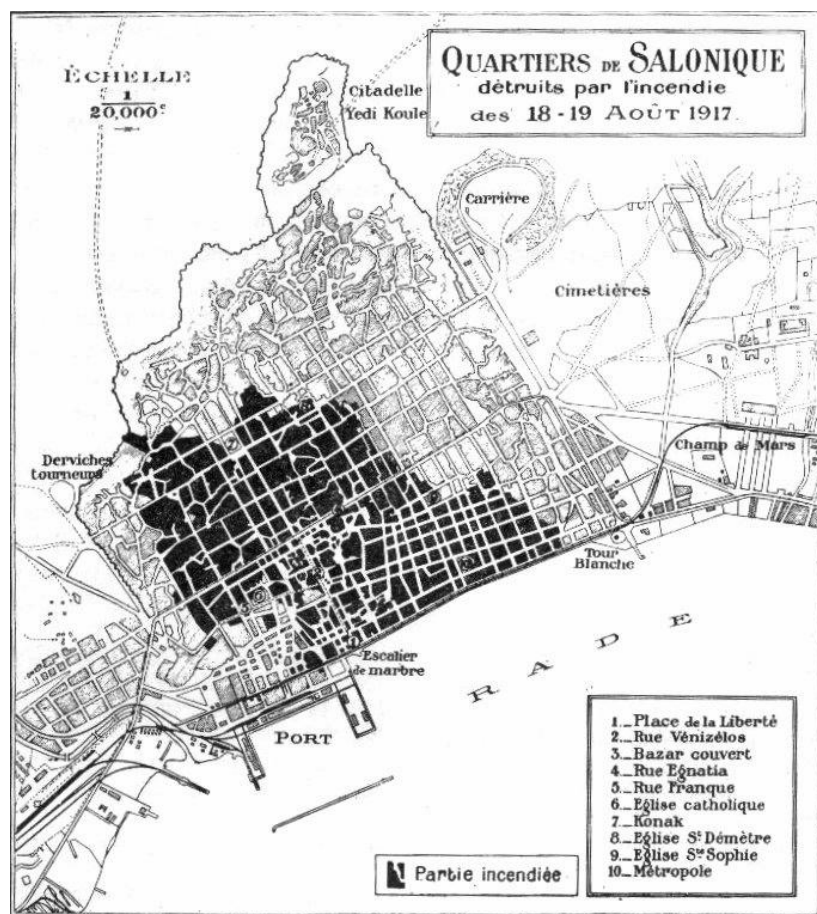 QUARTIERS DE SALONIQUE
détruits par l'incendie
des 18-19 AOÛT 1917.
ÉCHELLE
1
20,000e
Citadelle
Yedi Koulé
Carrière
Cimetières
Derviches
tourneurs
Champ de Mars
Tour
Blanche
Escalier
de marbre
RADE
PORT
1._Place de la Liberté
2._Rue Vénizélos
3._Bazar couvert
4._Rue Egnatia
5._Rue Franque
6._Eglise catholique
7._Konak
8._Eglise St Démètre
9._Eglise Ste Sophie
10._Métropole
Partie incendiée